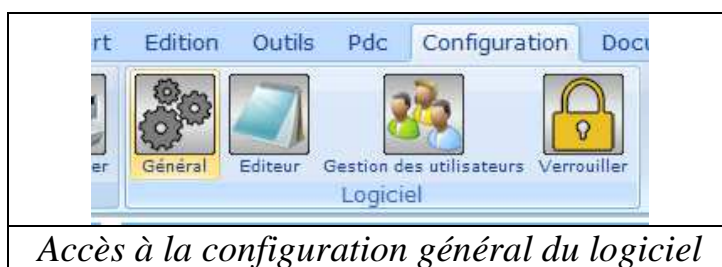 rt Edition Outils Pdc Configuration Docu
er Général Editeur Gestion des utilisateurs Verrouiller
Logiciel
Accès à la configuration général du logiciel